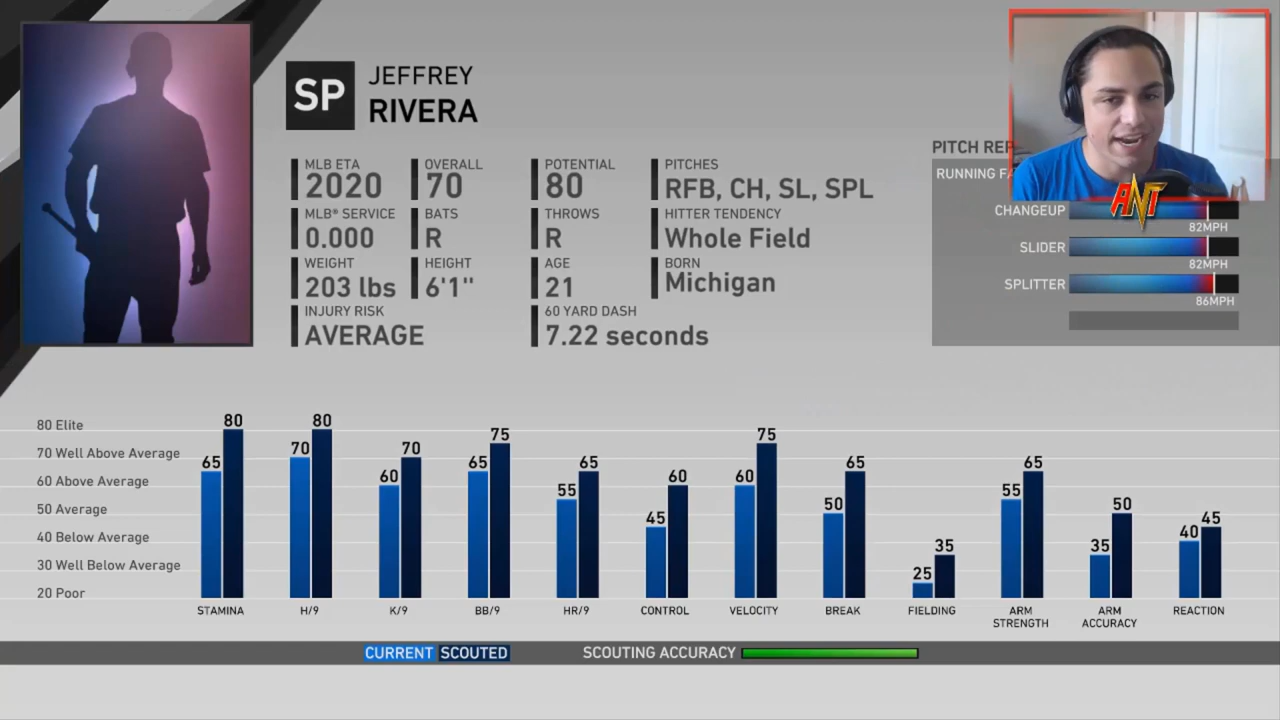 SP
JEFFREY
RIVERA
MLB ETA
2020
OVERALL
70
POTENTIAL
80
PITCHES
RFB, CH, SL, SPL
MLB® SERVICE
0.000
BATS
R
THROWS
R
HITTER TENDENCY
Whole Field
WEIGHT
203 lbs
HEIGHT
6'1"
AGE
21
BORN
Michigan
INJURY RISK
AVERAGE
60 YARD DASH
7.22 seconds
PITCH REP
RUNNING FA
ANT
CHANGEUP
82MPH
SLIDER
82MPH
SPLITTER
86MPH
80 Elite
70 Well Above Average
60 Above Average
50 Average
40 Below Average
30 Well Below Average
20 Poor
65 80
70 80
60 70
65 75
55 65
45 60
60 75
50 65
25 35
55 65
35 50
40 45
STAMINA
H/9
K/9
BB/9
HR/9
CONTROL
VELOCITY
BREAK
FIELDING
ARM
STRENGTH
ARM
ACCURACY
REACTION
CURRENT SCOUTED
SCOUTING ACCURACY